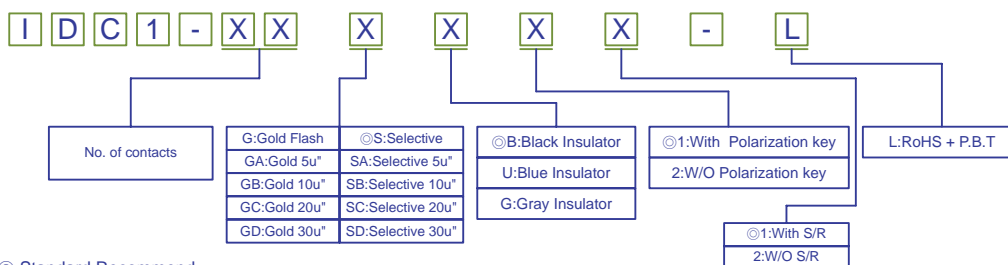 IDC1-XX X X X X - L
No. of contacts
G:Gold Flash ◎S:Selective
GA:Gold 5u" SA:Selective 5u"
GB:Gold 10u" SB:Selective 10u"
GC:Gold 20u" SC:Selective 20u"
GD:Gold 30u" SD:Selective 30u"
◎B:Black Insulator
U:Blue Insulator
G:Gray Insulator
◎1:With Polarization key
2:W/O Polarization key
◎1:With S/R
2:W/O S/R
L:RoHS + P.B.T
◎ Standard Recommend